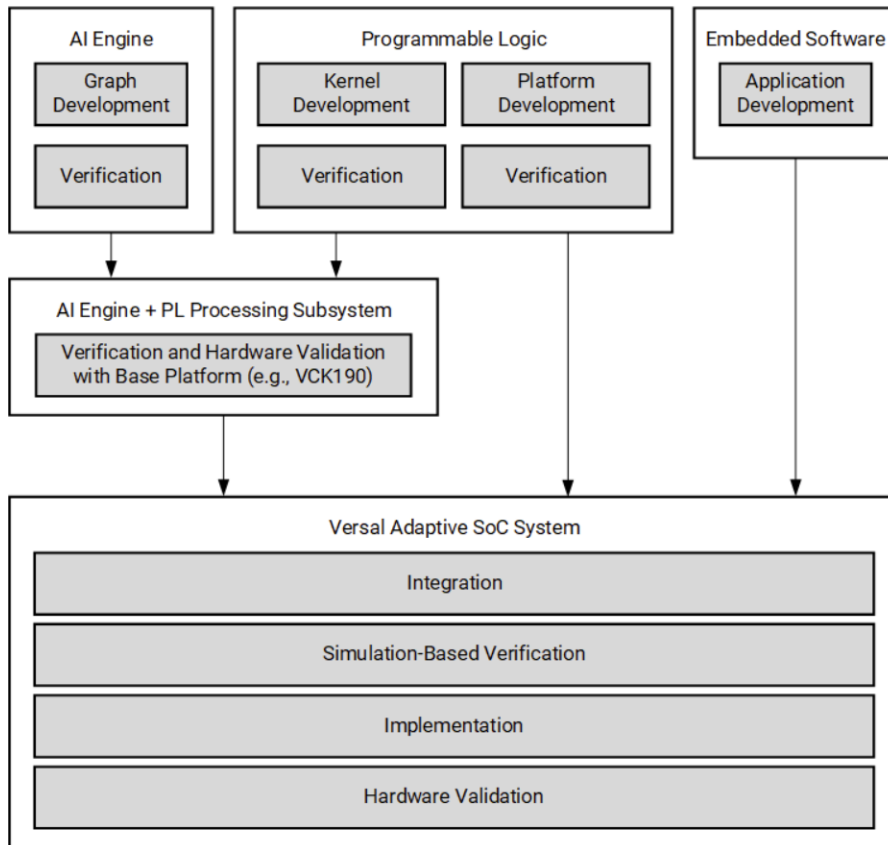 AI Engine
Graph
Development
Verification
Programmable Logic
Kernel
Development
Platform
Development
Verification
Verification
Embedded Software
Application
Development
AI Engine + PL Processing Subsystem
Verification and Hardware Validation
with Base Platform (e.g., VCK190)
Versal Adaptive SoC System
Integration
Simulation-Based Verification
Implementation
Hardware Validation